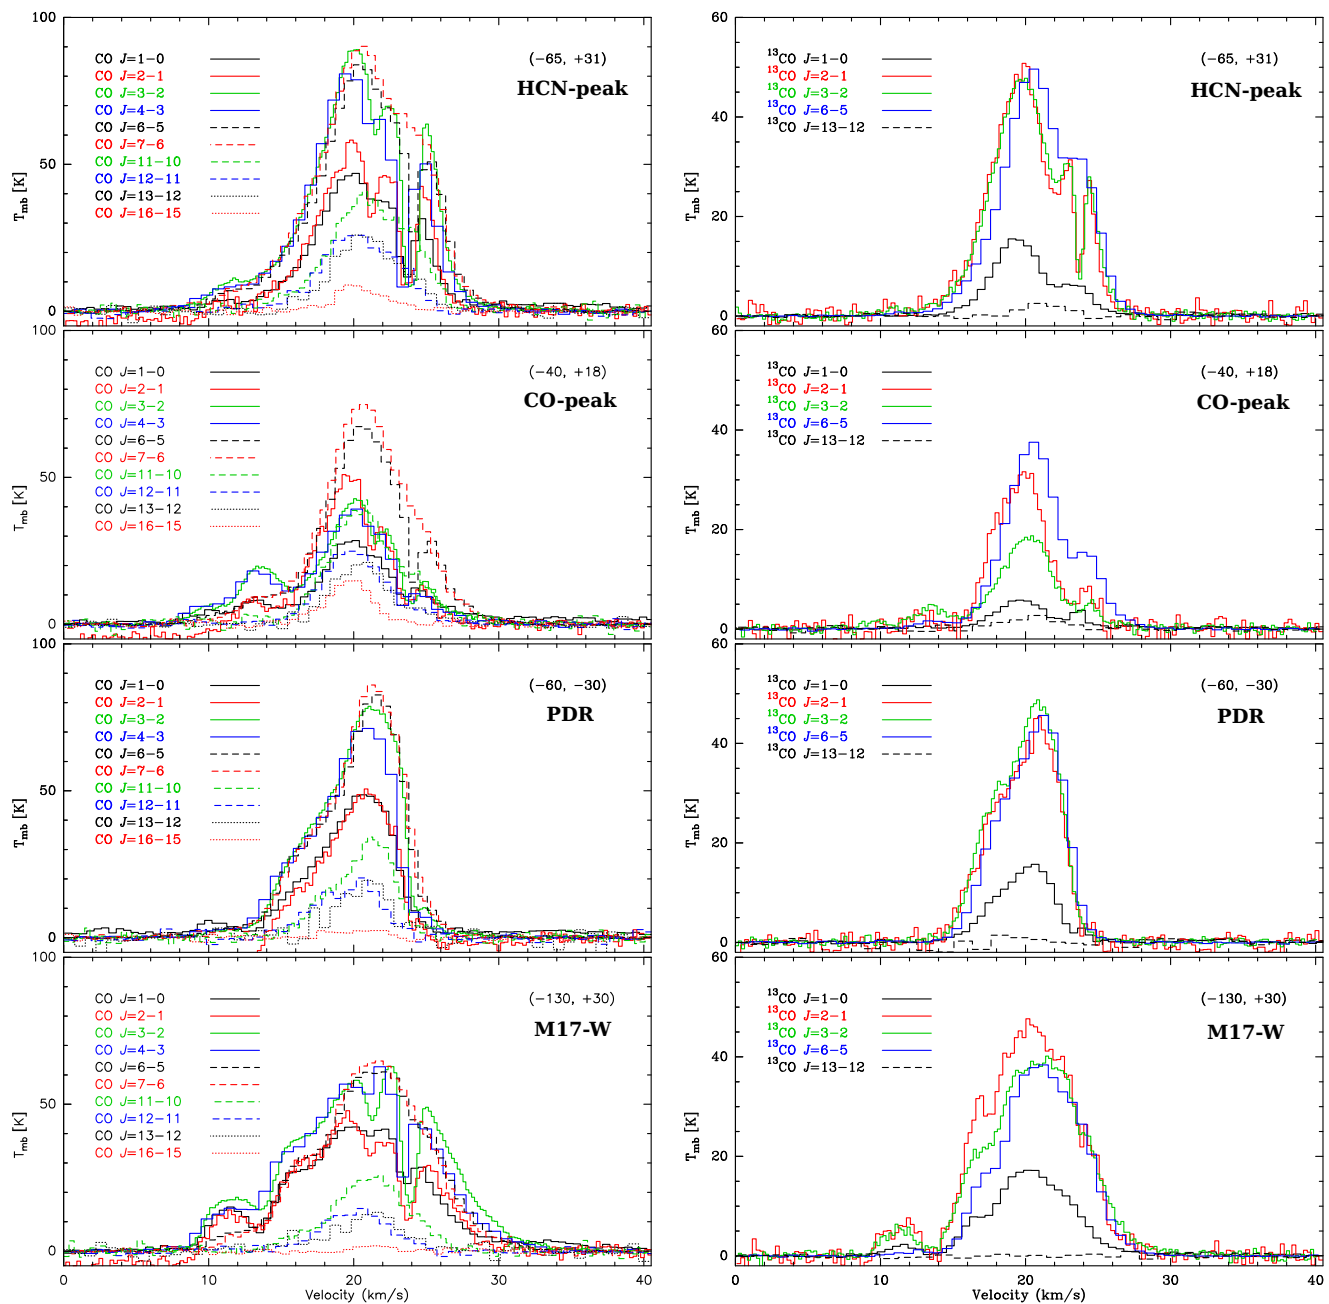 100
CO J=1−0
(−65, +31)
CO J=2−1
HCN-peak
CO J=3−2
CO J=4−3
CO J=6−5
CO J=7−6
50
CO J=11−10
CO J=12−11
CO J=13−12
CO J=16−15
T_mb [K]
0
60
¹³CO J=1−0
(−65, +31)
¹³CO J=2−1
HCN-peak
¹³CO J=3−2
¹³CO J=6−5
¹³CO J=13−12
40
20
T_mb [K]
0
100
CO J=1−0
(−40, +18)
CO J=2−1
CO-peak
CO J=3−2
CO J=4−3
CO J=6−5
CO J=7−6
50
CO J=11−10
CO J=12−11
CO J=13−12
CO J=16−15
T_mb [K]
0
60
¹³CO J=1−0
(−40, +18)
¹³CO J=2−1
CO-peak
¹³CO J=3−2
¹³CO J=6−5
¹³CO J=13−12
40
20
T_mb [K]
0
100
CO J=1−0
(−60, −30)
CO J=2−1
PDR
CO J=3−2
CO J=4−3
CO J=6−5
CO J=7−6
50
CO J=11−10
CO J=12−11
CO J=13−12
CO J=16−15
T_mb [K]
0
60
¹³CO J=1−0
(−60, −30)
¹³CO J=2−1
PDR
¹³CO J=3−2
¹³CO J=6−5
¹³CO J=13−12
40
20
T_mb [K]
0
100
CO J=1−0
(−130, +30)
CO J=2−1
M17-W
CO J=3−2
CO J=4−3
CO J=6−5
CO J=7−6
50
CO J=11−10
CO J=12−11
CO J=13−12
CO J=16−15
T_mb [K]
0
0 10 20 30 40
Velocity (km/s)
60
¹³CO J=1−0
(−130, +30)
¹³CO J=2−1
M17-W
¹³CO J=3−2
¹³CO J=6−5
¹³CO J=13−12
40
20
T_mb [K]
0
0 10 20 30 40
Velocity (km/s)